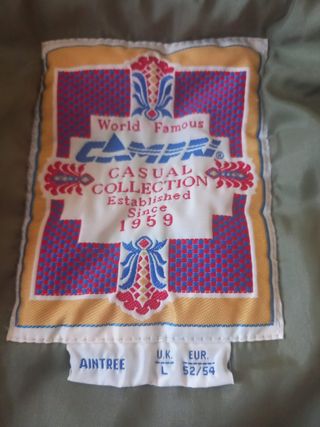 World Famous
CAMPRI®
CASUAL
COLLECTION
Established
Since
1959
AINTREE
U.K. EUR.
L 52/54